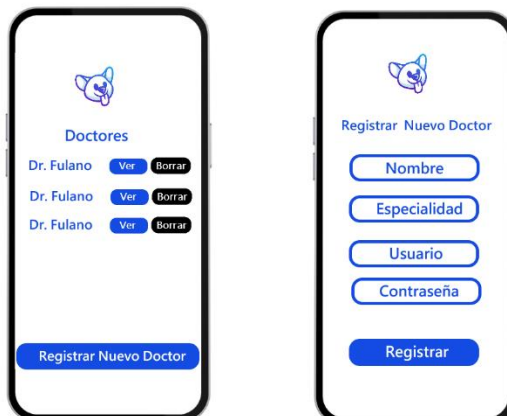 Doctores
Dr. Fulano Ver Borrar
Dr. Fulano Ver Borrar
Dr. Fulano Ver Borrar
Registrar Nuevo Doctor
Registrar Nuevo Doctor
Nombre
Especialidad
Usuario
Contraseña
Registrar